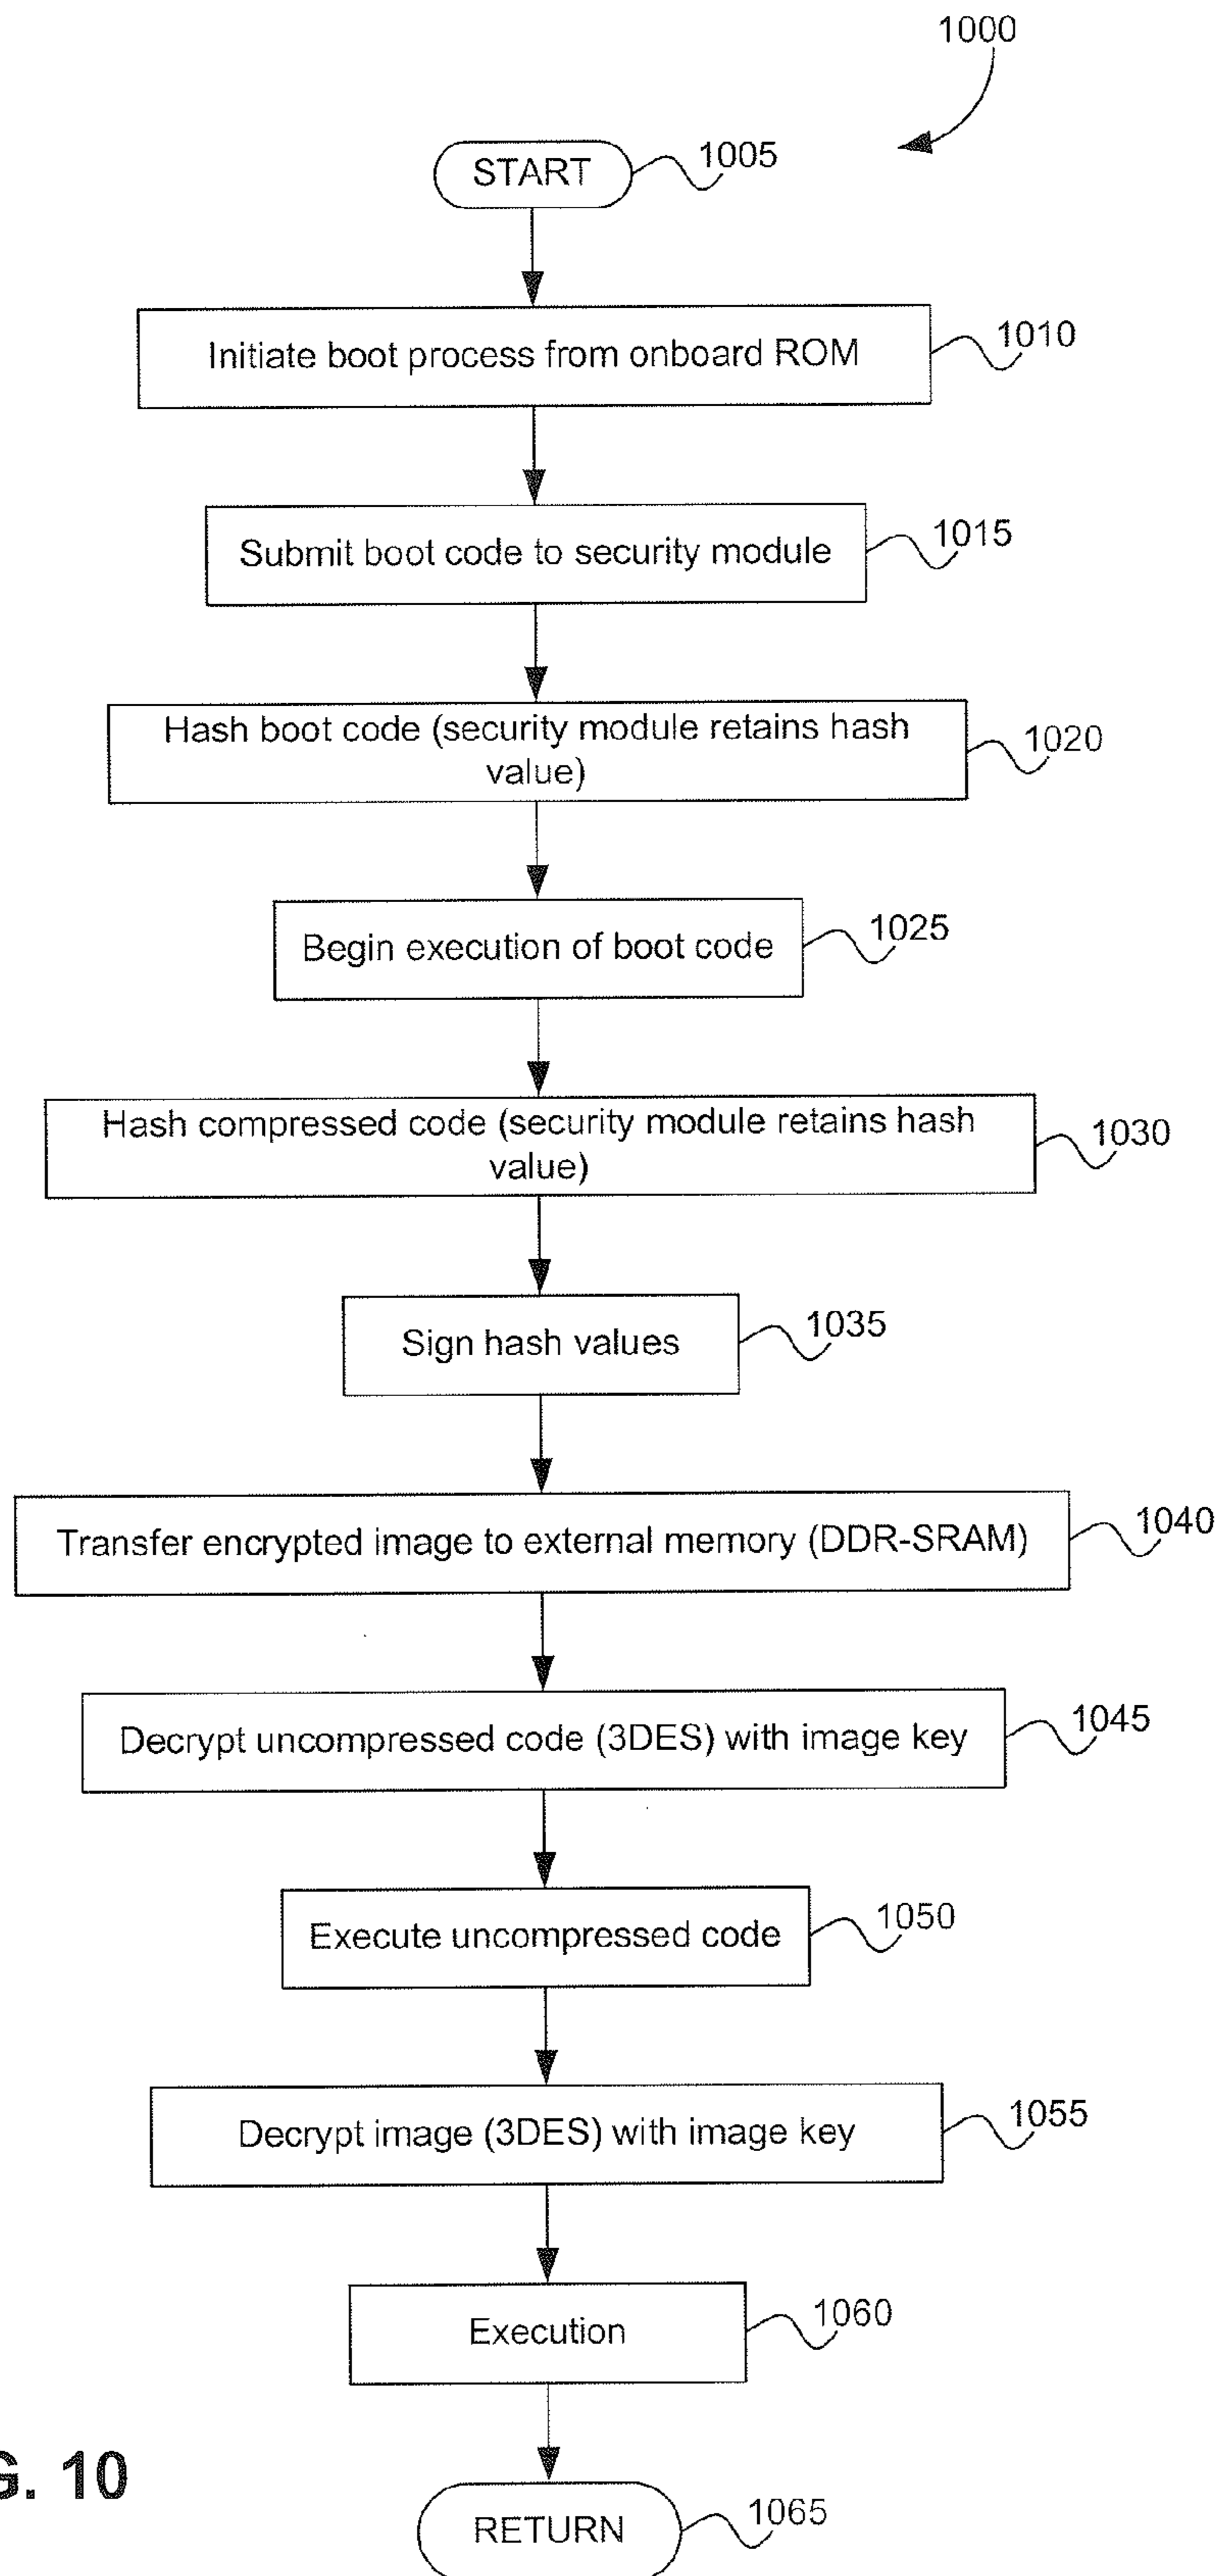 1000
START
1005
Initiate boot process from onboard ROM
1010
Submit boot code to security module
1015
Hash boot code (security module retains hash
value)
1020
Begin execution of boot code
1025
Hash compressed code (security module retains hash
value)
1030
Sign hash values
1035
Transfer encrypted image to external memory (DDR-SRAM)
1040
Decrypt uncompressed code (3DES) with image key
1045
Execute uncompressed code
1050
Decrypt image (3DES) with image key
1055
Execution
1060
G. 10
RETURN
1065